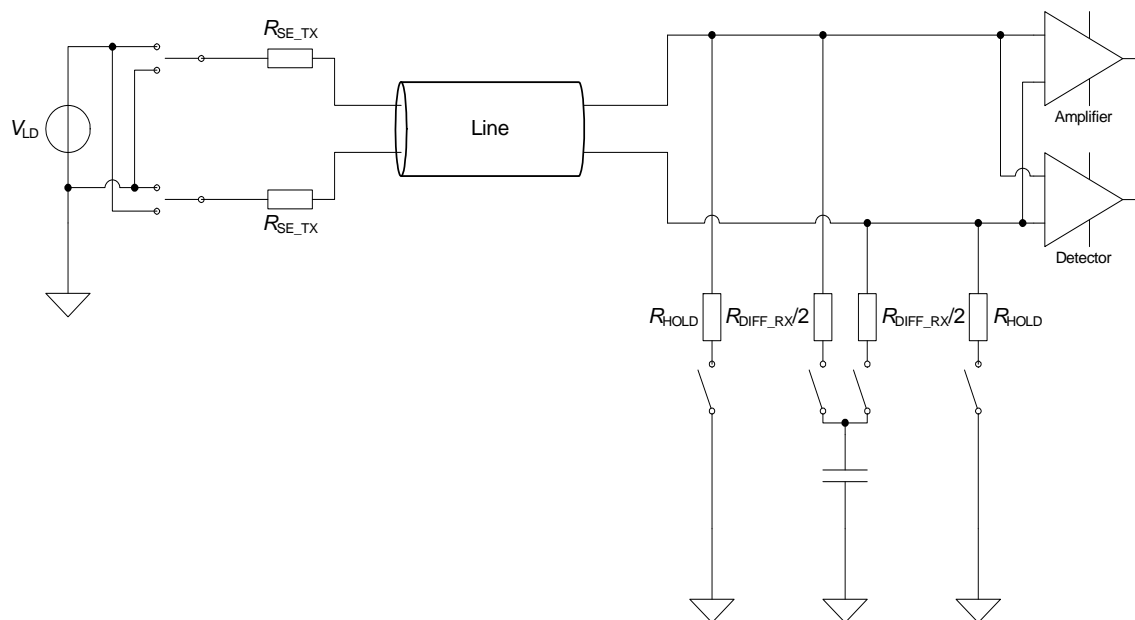 RSE_TX
VLD
Line
Amplifier
RSE_TX
Detector
RHOLD RDIFF_RX/2 RDIFF_RX/2 RHOLD